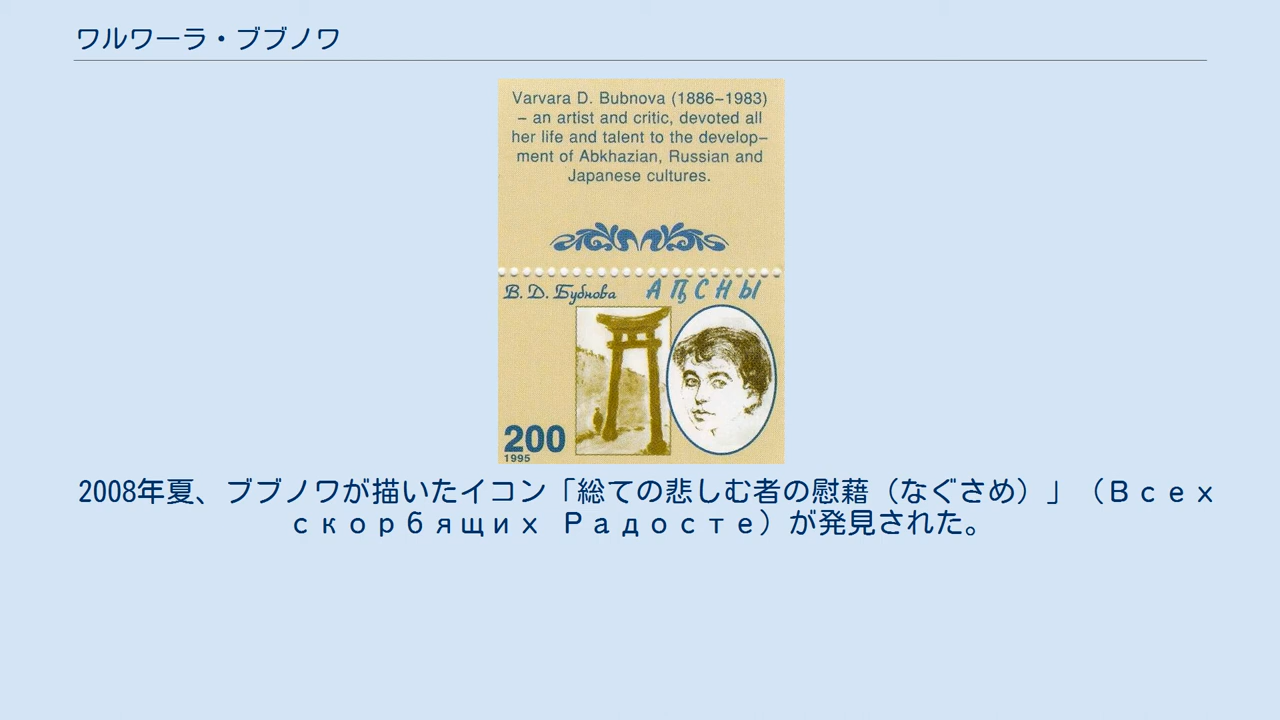 ワルワーラ・ブブノワ
Varvara D. Bubnova (1886–1983)
– an artist and critic, devoted all
her life and talent to the develop–
ment of Abkhazian, Russian and
Japanese cultures.
В. Д. Бубнова
АҦСНЫ
200
1995
2008年夏、ブブノワが描いたイコン「総ての悲しむ者の慰藉（なぐさめ）」（Всех
скорбящих Радосте）が発見された。